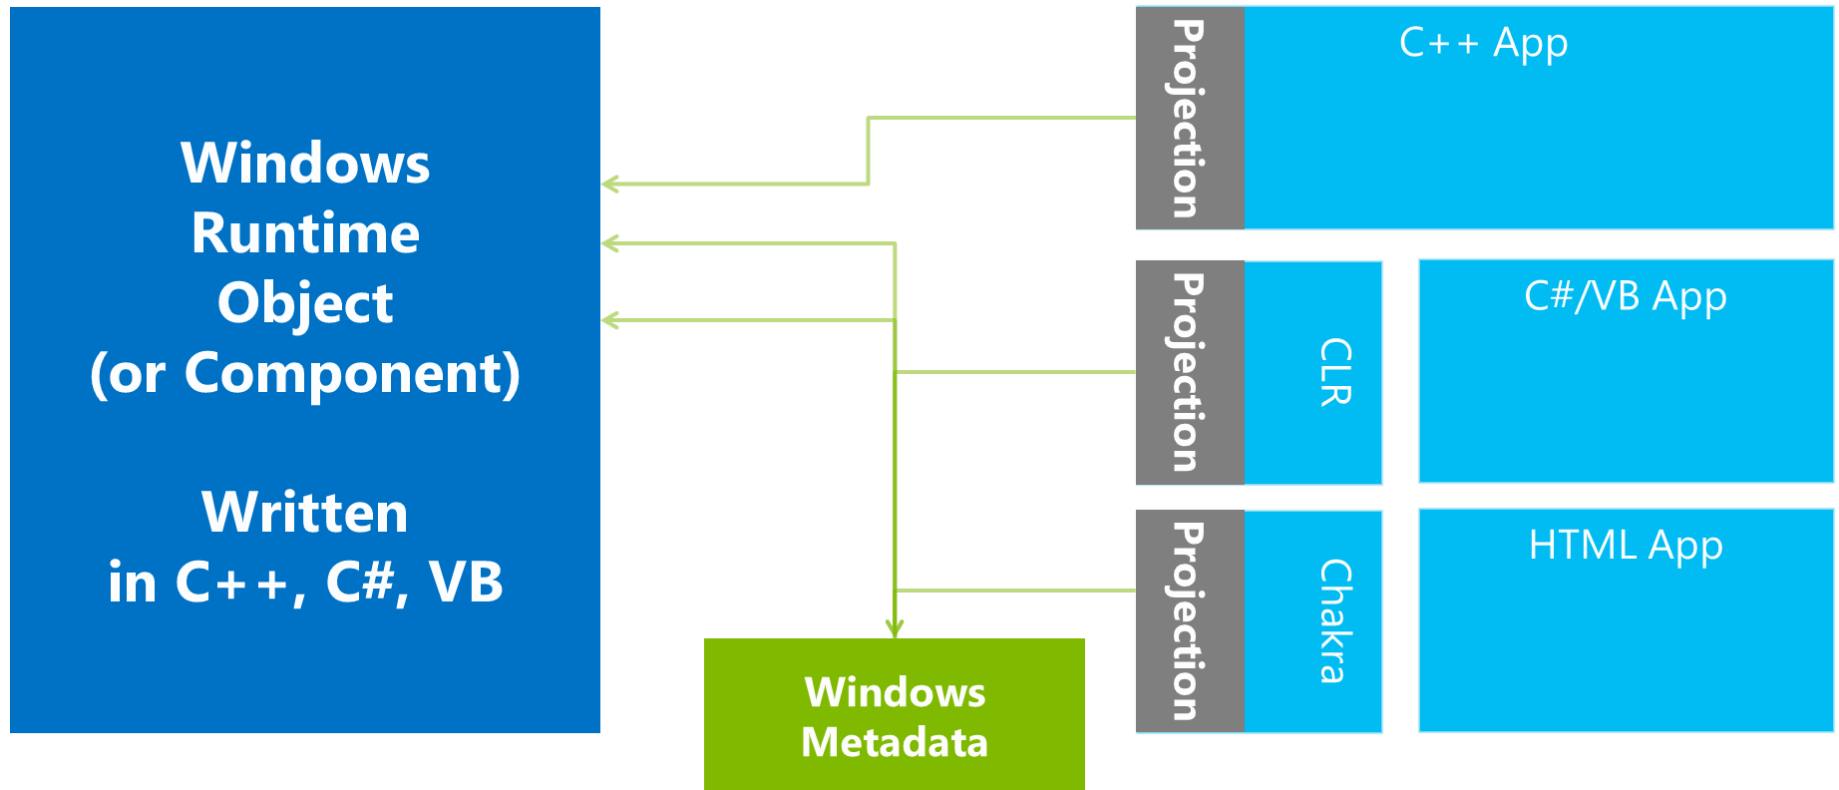 Windows
Runtime
Object
(or Component)
Written
in C++, C#, VB
Projection
C++ App
Projection
CLR
C#/VB App
Projection
Chakra
HTML App
Windows
Metadata